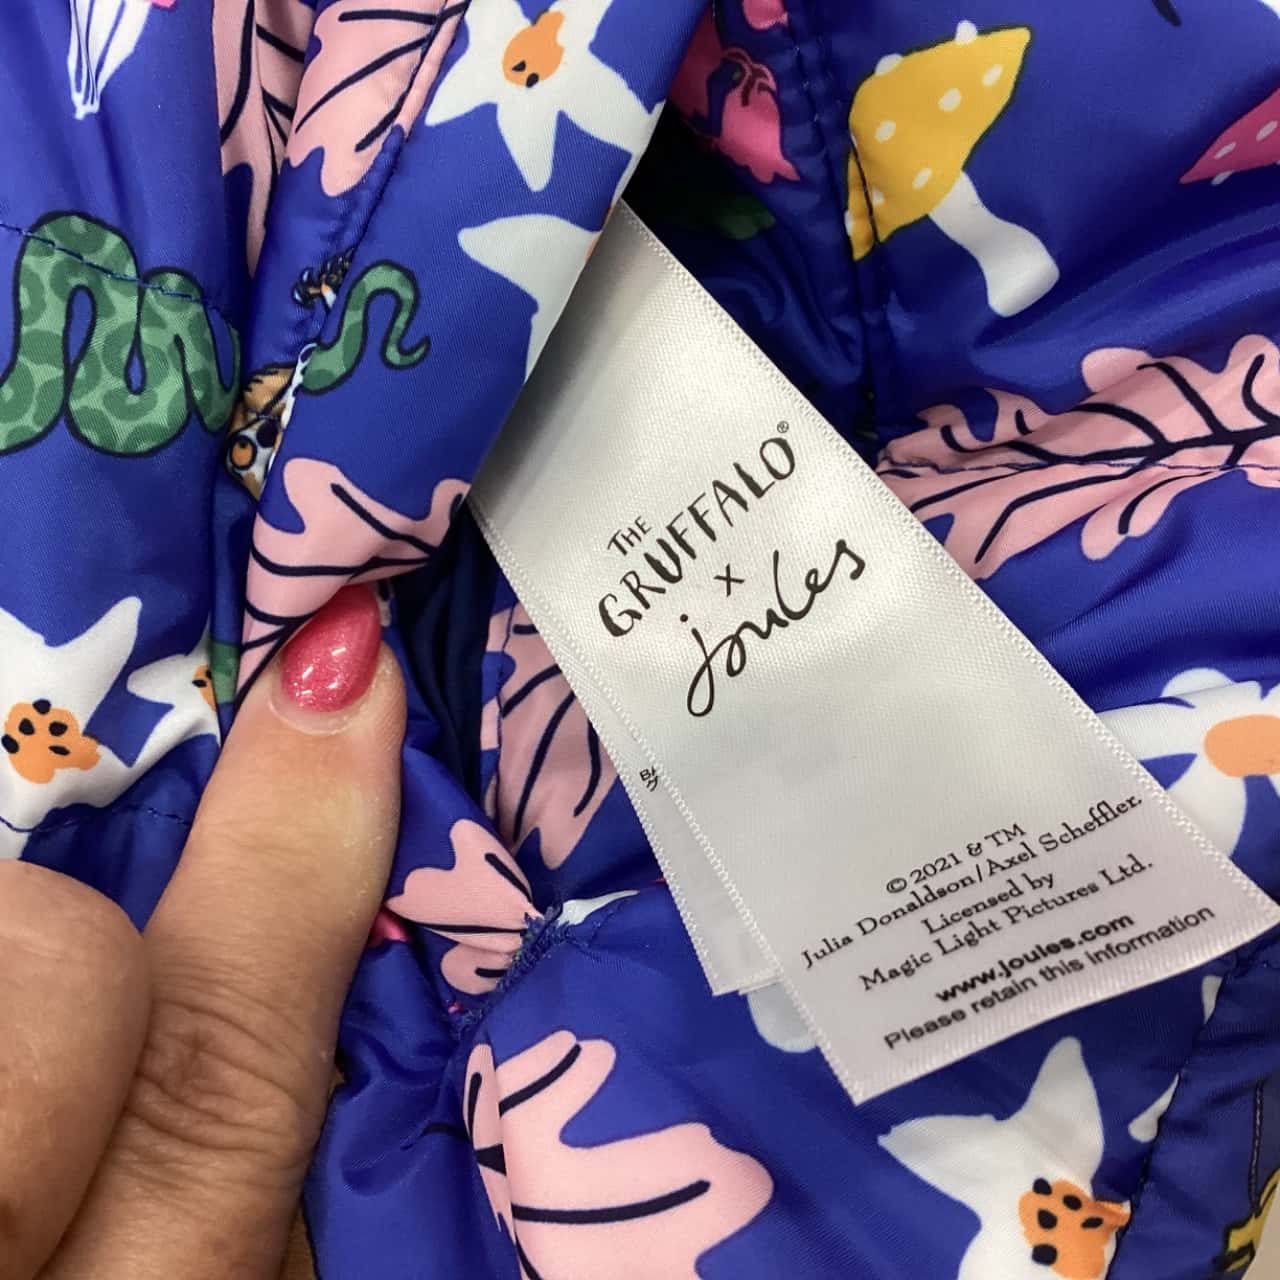 THE
GRUFFALO®
x
Joules
© 2021 & TM
Julia Donaldson/Axel Scheffler.
Licensed by
Magic Light Pictures Ltd.
www.joules.com
Please retain this information